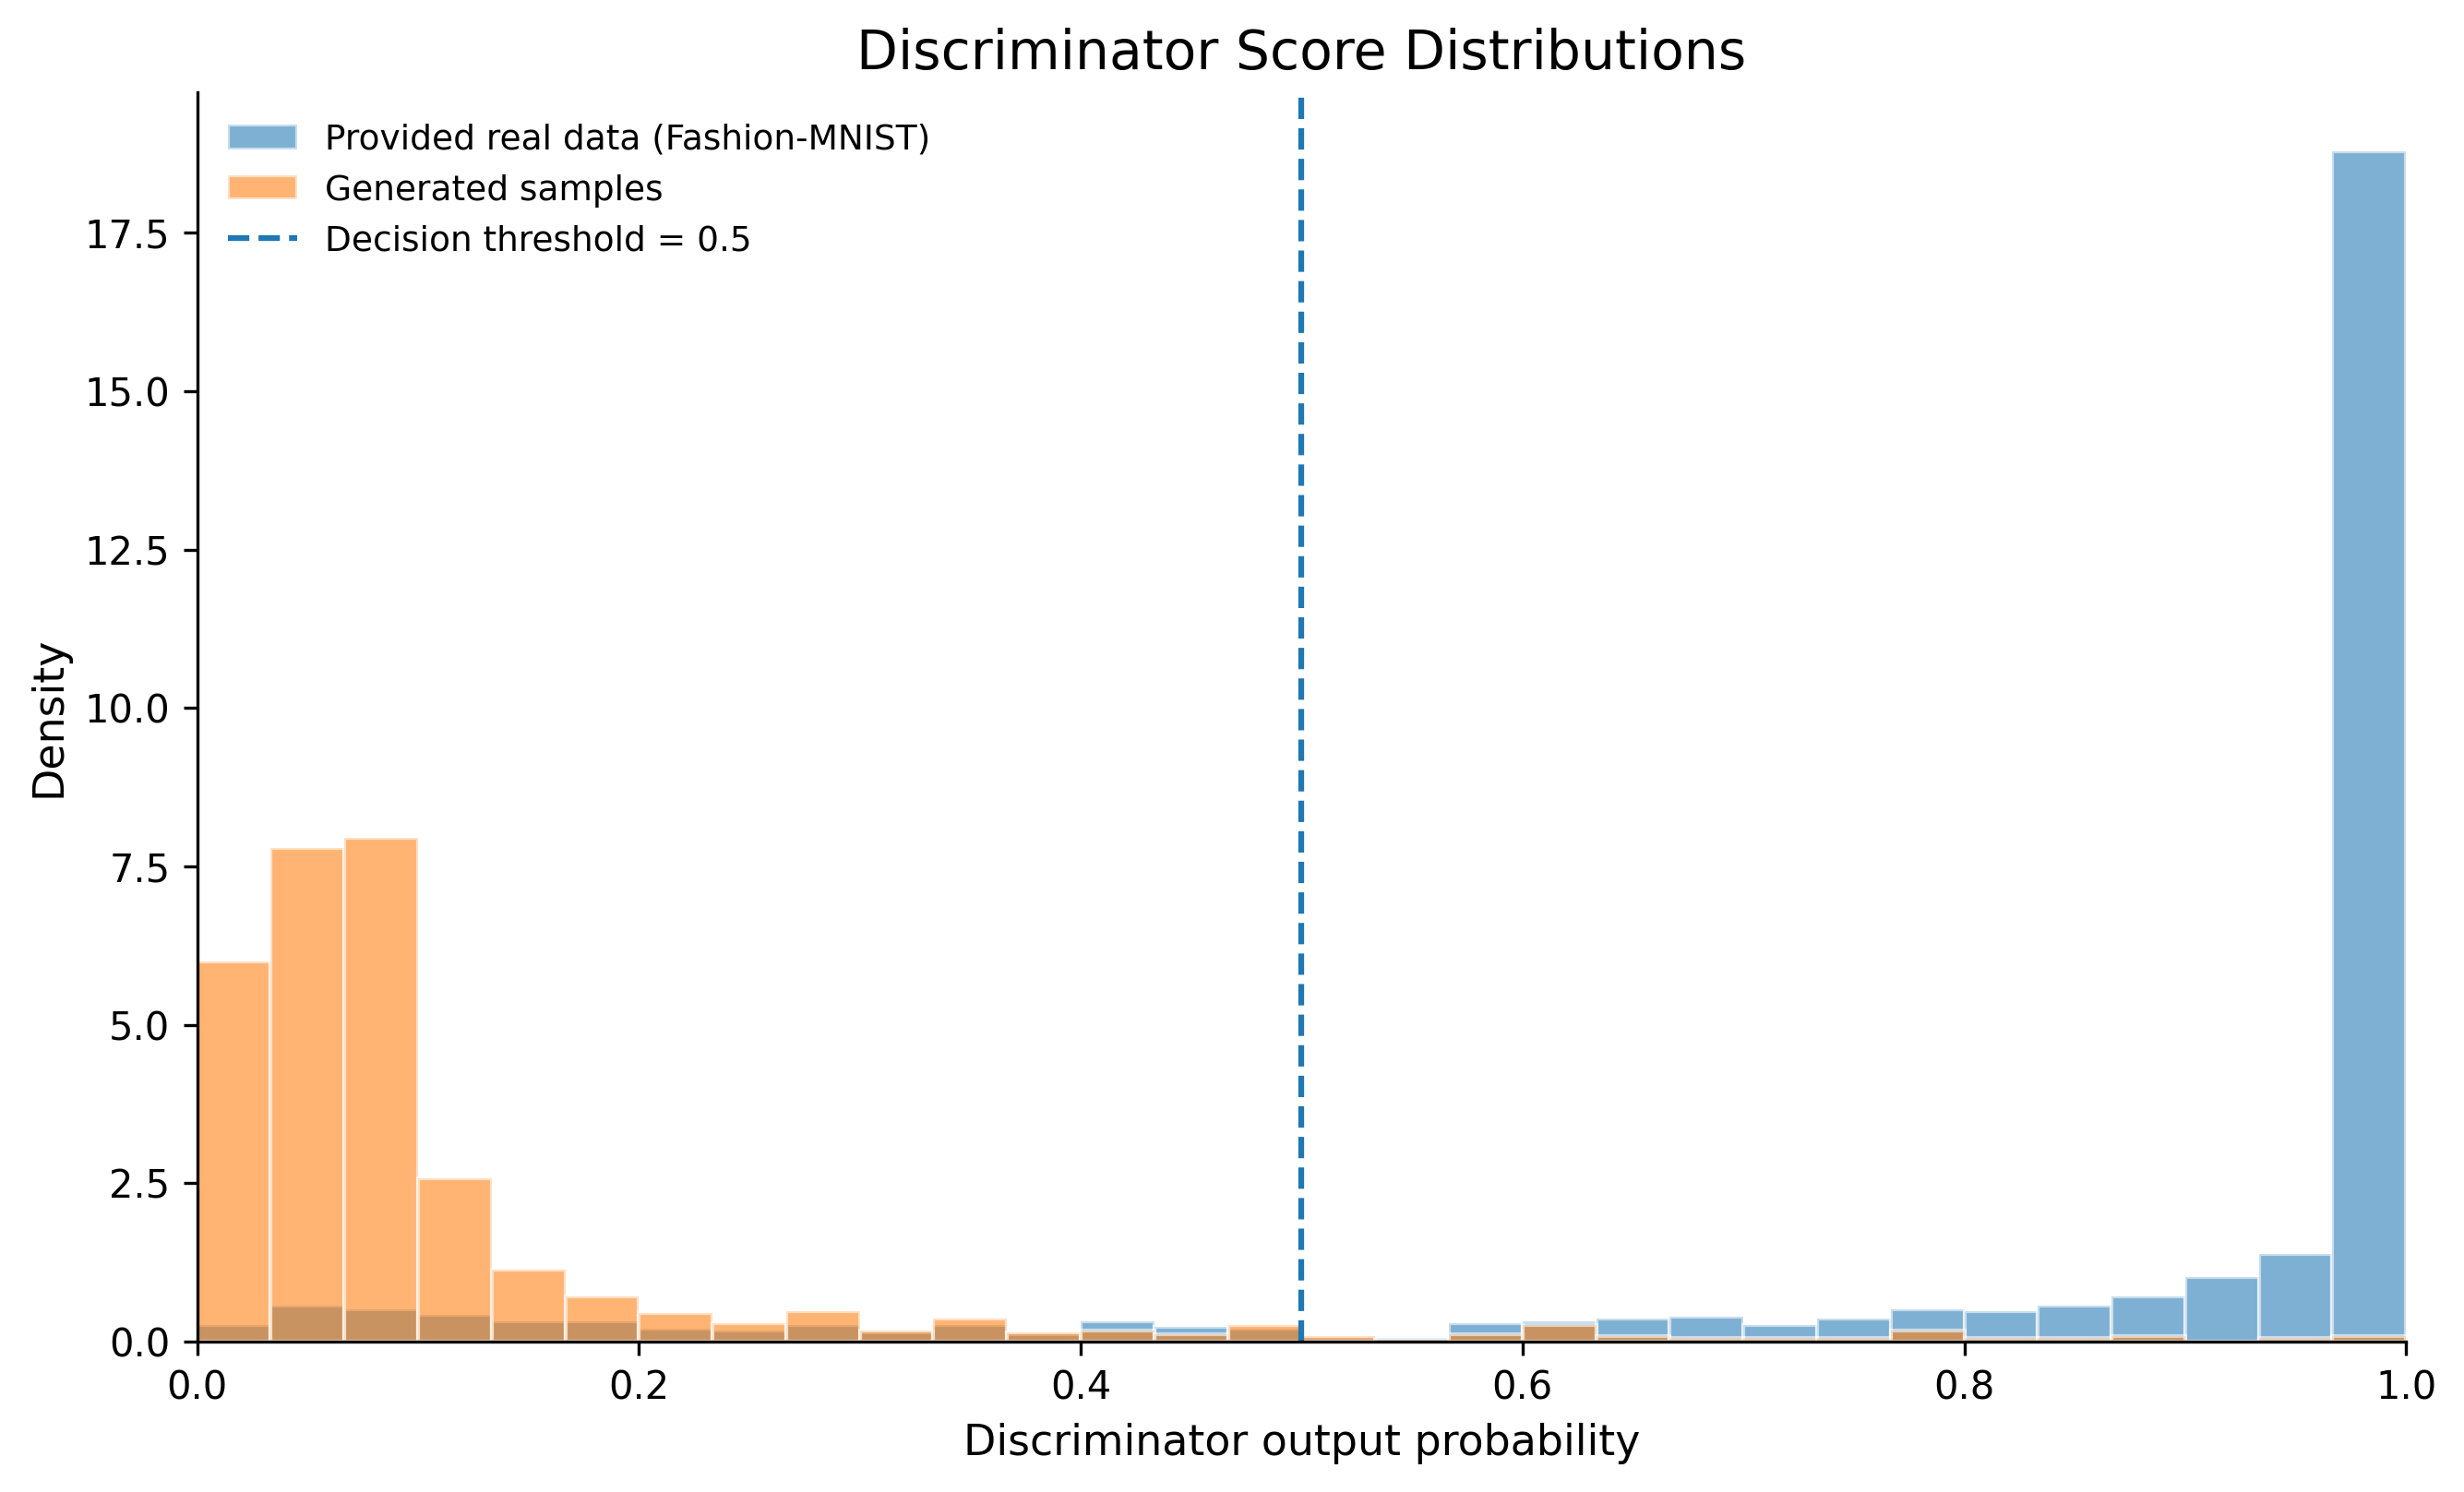 Discriminator Score Distributions
Provided real data (Fashion-MNIST)
Generated samples
Decision threshold = 0.5
17.5
15.0
12.5
10.0
7.5
5.0
2.5
0.0
Density
0.0 0.2 0.4 0.6 0.8 1.0
Discriminator output probability